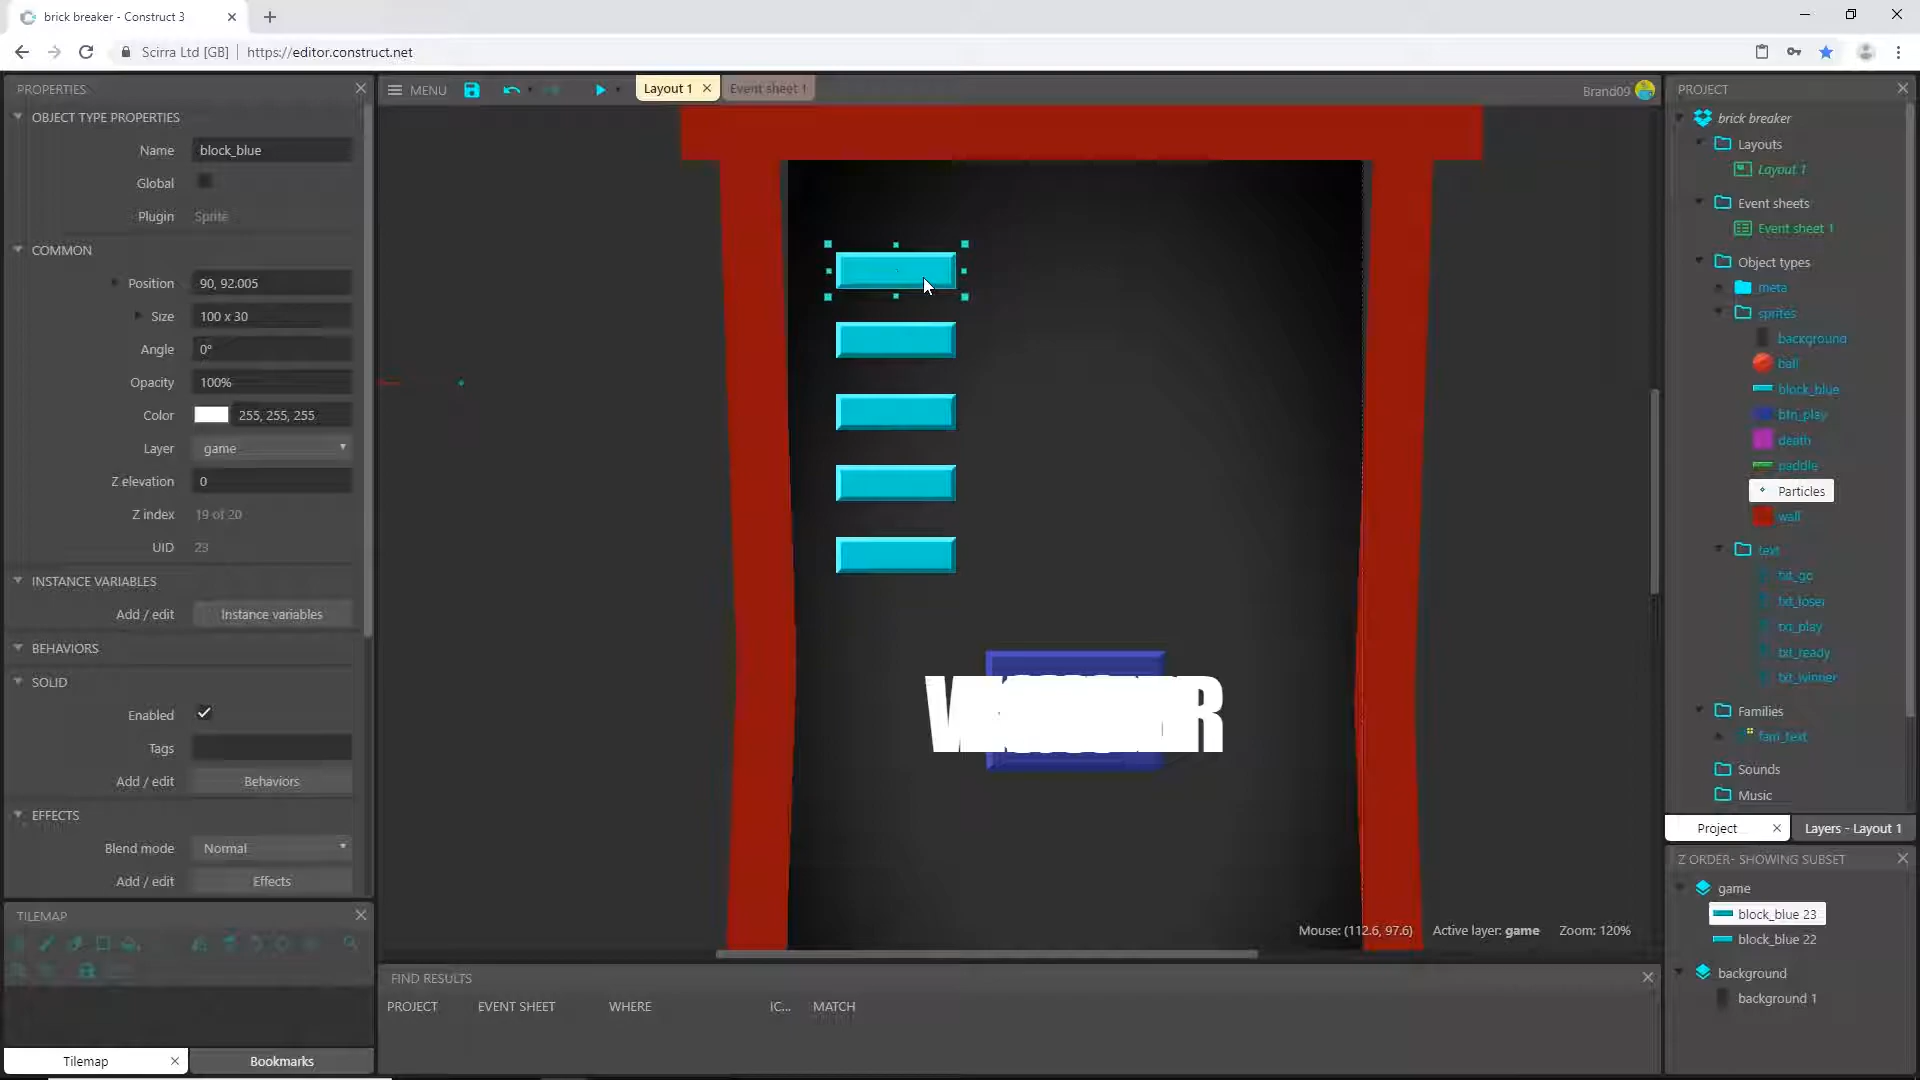 brick breaker - Construct 3
Scirra Ltd [GB] https://editor.construct.net
PROPERTIES
OBJECT TYPE PROPERTIES
Name block_blue
Global
Plugin Sprite
COMMON
Position 90, 92.005
Size 100 x 30
Angle 0°
Opacity 100%
Color 255, 255, 255
Layer game
Z elevation 0
Z index 19 of 20
UID 23
INSTANCE VARIABLES
Add / edit Instance variables
BEHAVIORS
SOLID
Enabled
Tags
Add / edit Behaviors
EFFECTS
Blend mode Normal
Add / edit Effects
TILEMAP
Tilemap Bookmarks
MENU Layout 1 Event sheet 1 Brand09
Mouse: (112.6, 97.6) Active layer: game Zoom: 120%
FIND RESULTS
PROJECT EVENT SHEET WHERE IC... MATCH
PROJECT
brick breaker
Layouts
Layout 1
Event sheets
Event sheet 1
Object types
meta
sprites
background
ball
block_blue
btn_play
death
paddle
Particles
wall
text
txt_go
txt_loser
txt_play
txt_ready
txt_winner
Families
fam_text
Sounds
Music
Project Layers - Layout 1
Z ORDER- SHOWING SUBSET
game
block_blue 23
block_blue 22
background
background 1